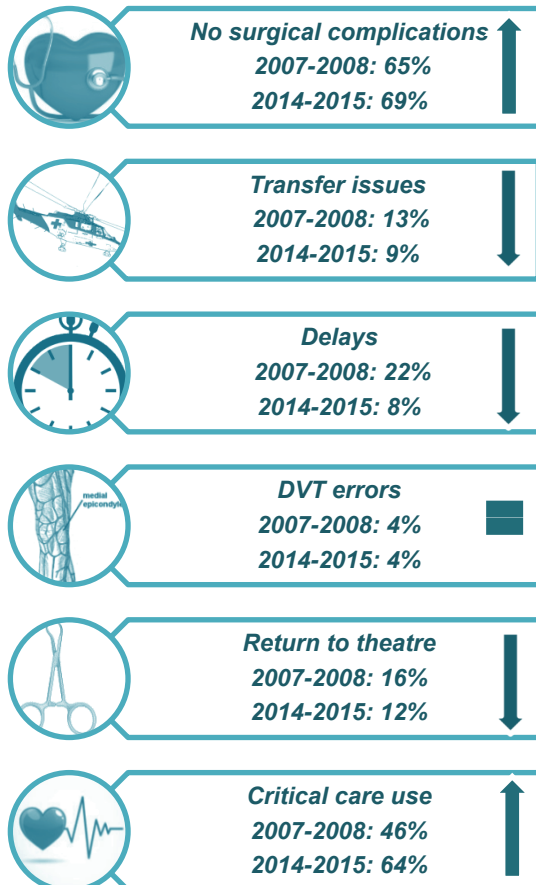 No surgical complications
2007-2008: 65%
2014-2015: 69%
Transfer issues
2007-2008: 13%
2014-2015: 9%
Delays
2007-2008: 22%
2014-2015: 8%
medial
epicondyle
DVT errors
2007-2008: 4%
2014-2015: 4%
Return to theatre
2007-2008: 16%
2014-2015: 12%
Critical care use
2007-2008: 46%
2014-2015: 64%